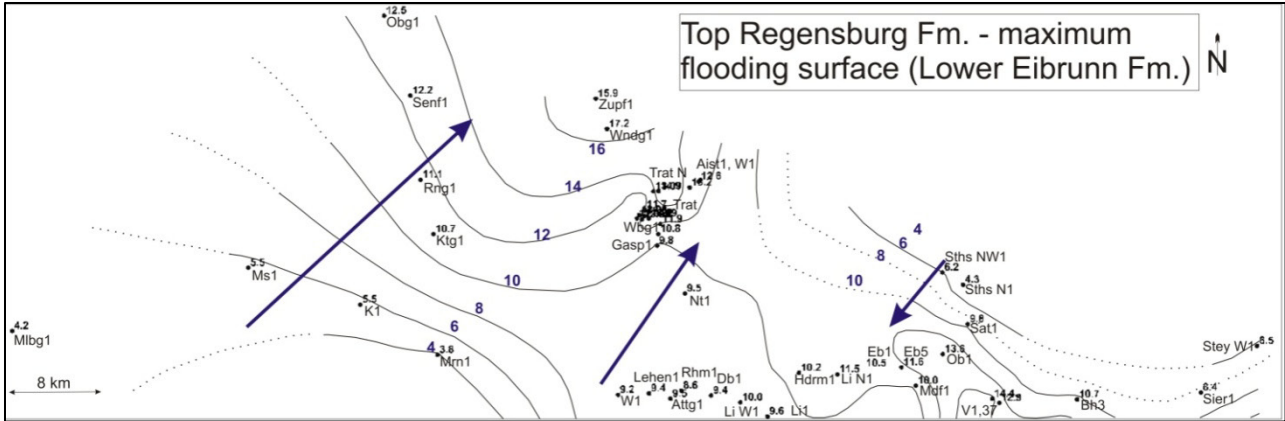 Top Regensburg Fm. - maximum
flooding surface (Lower Eibrunn Fm.)
N
12.5
Obg1
12.2
Senf1
15.9
Zupf1
17.2
Wndg1
16
11.1
Rng1
14
Trat N
Aist1, W1
Trat
10.7
Ktg1
12
Wbg1
10.8
Gasp1
9.8
4
6
8
Sths NW1
6.2
4.3
Sths N1
5.5
Ms1
10
10
9.5
Nt1
5.5
K1
8
6
4.2
Mlbg1
4
3.8
Mrn1
9.8
Sat1
Stey W1
8.5
13.8
Ob1
Eb1
10.5
Eb5
11.6
10.2
Hdrm1
11.5
Li N1
10.0
Mdf1
8 km
9.2
W1
Lehen1
9.4
Rhm1
8.6
9.5
Attg1
Db1
9.4
10.0
Li W1
Li1
9.6
14.4
V1,37
10.7
Bh3
8.4
Sier1